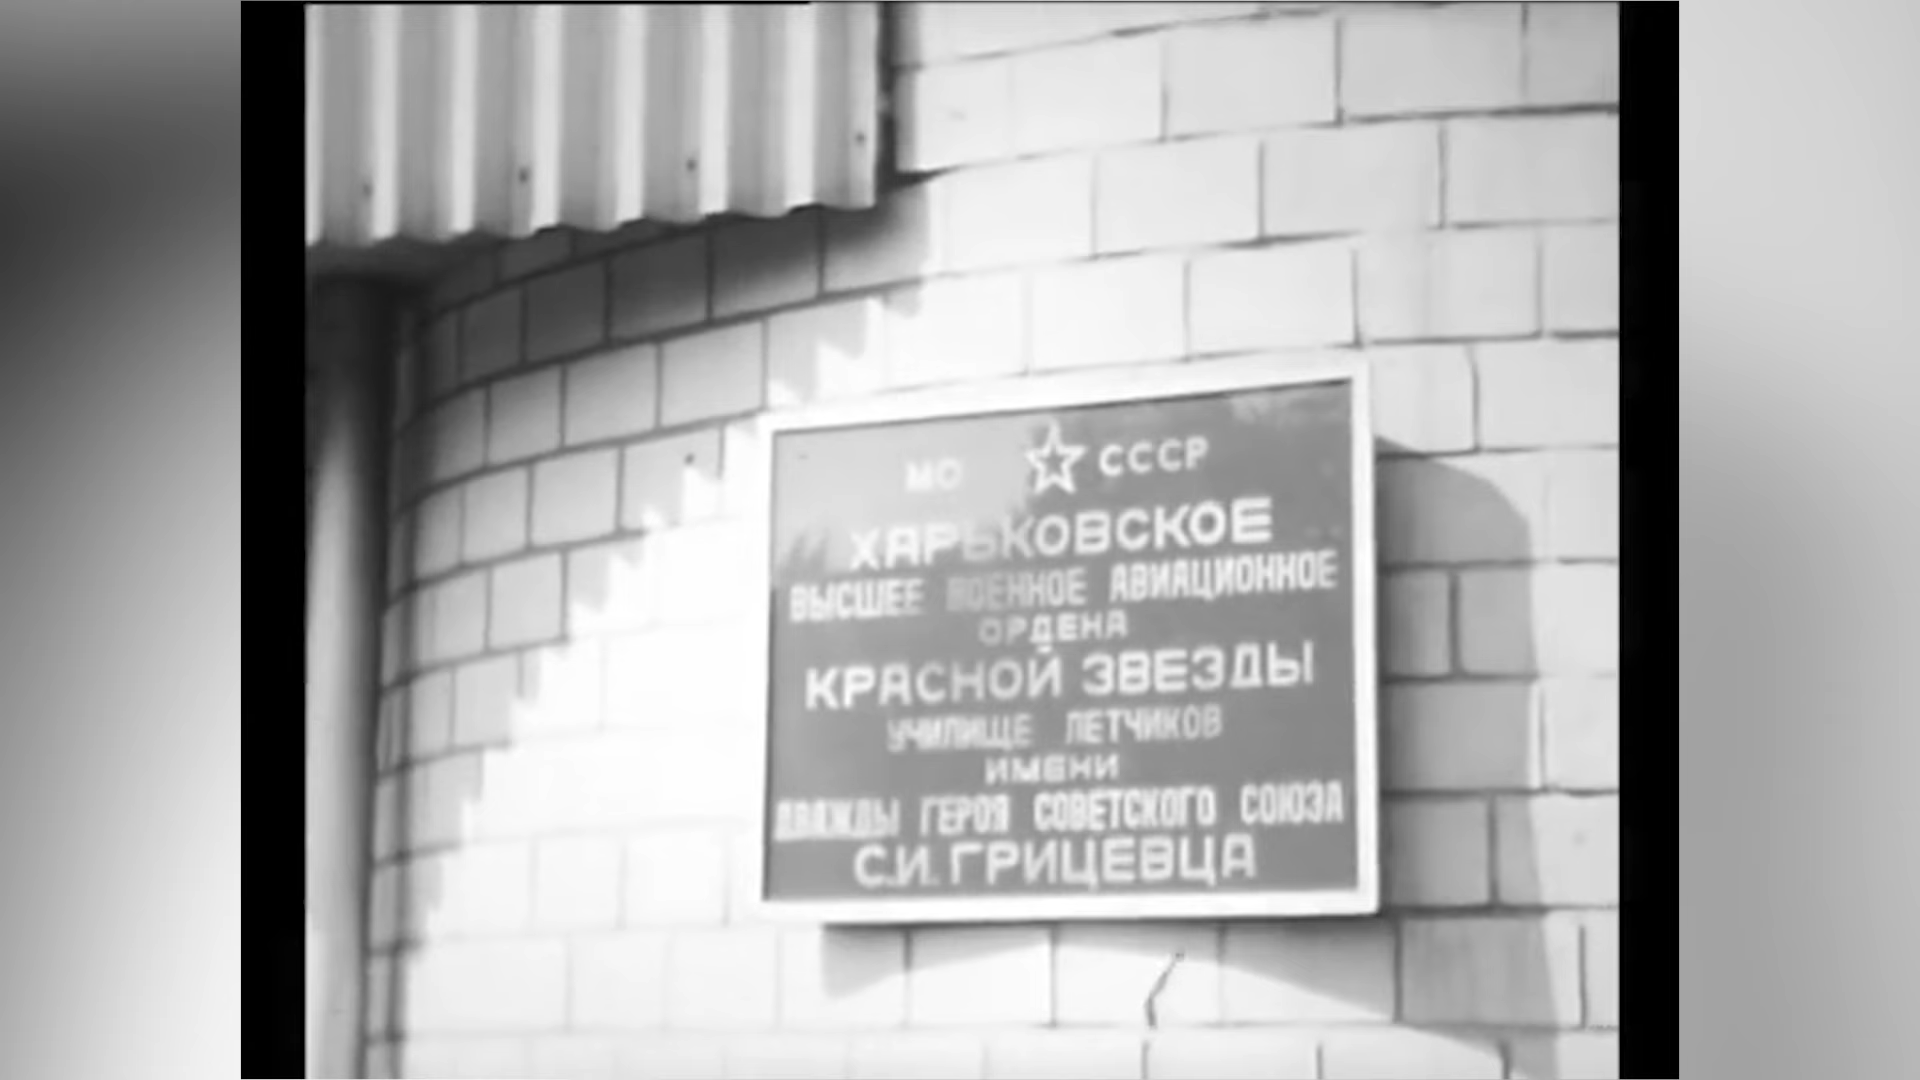 МО СССР
ХАРЬКОВСКОЕ
ВЫСШЕЕ ВОЕННОЕ АВИАЦИОННОЕ
ОРДЕНА
КРАСНОЙ ЗВЕЗДЫ
УЧИЛИЩЕ ЛЕТЧИКОВ
ИМЕНИ
ДВАЖДЫ ГЕРОЯ СОВЕТСКОГО СОЮЗА
С.И. ГРИЦЕВЦА